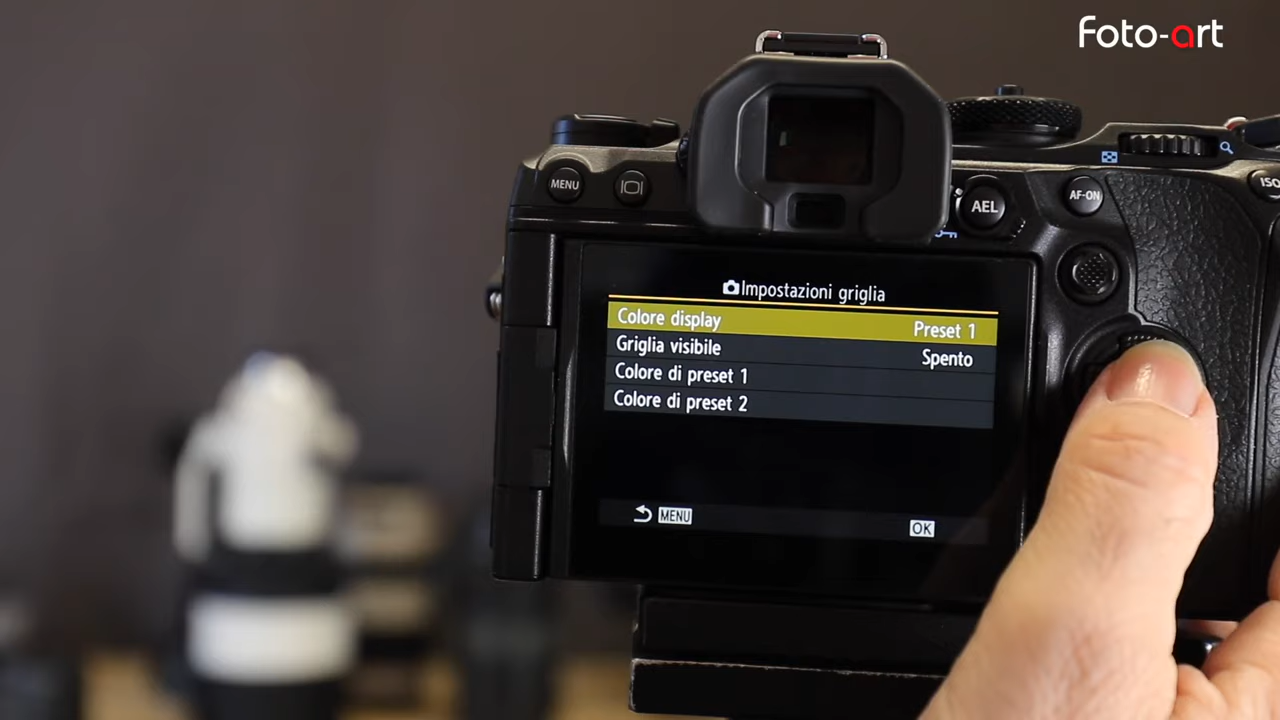 Foto-art
MENU
AEL
AF-ON
ISO
Impostazioni griglia
Colore display Preset 1
Griglia visibile Spento
Colore di preset 1
Colore di preset 2
MENU OK